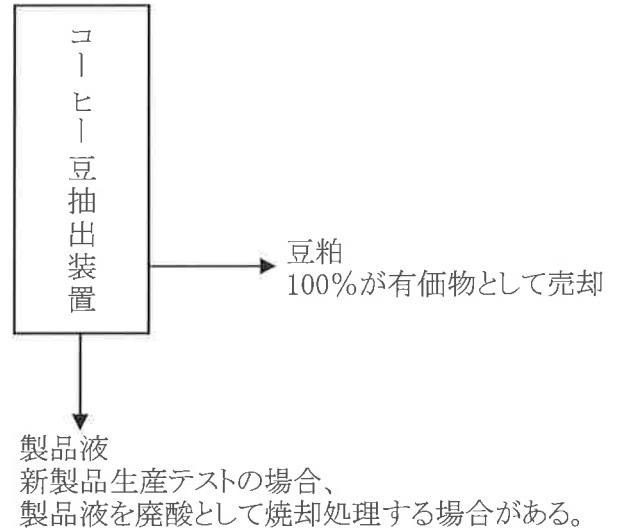 コーヒー豆抽出装置
豆粕
100％が有価物として売却
製品液
新製品生産テストの場合、
製品液を廃酸として焼却処理する場合がある。